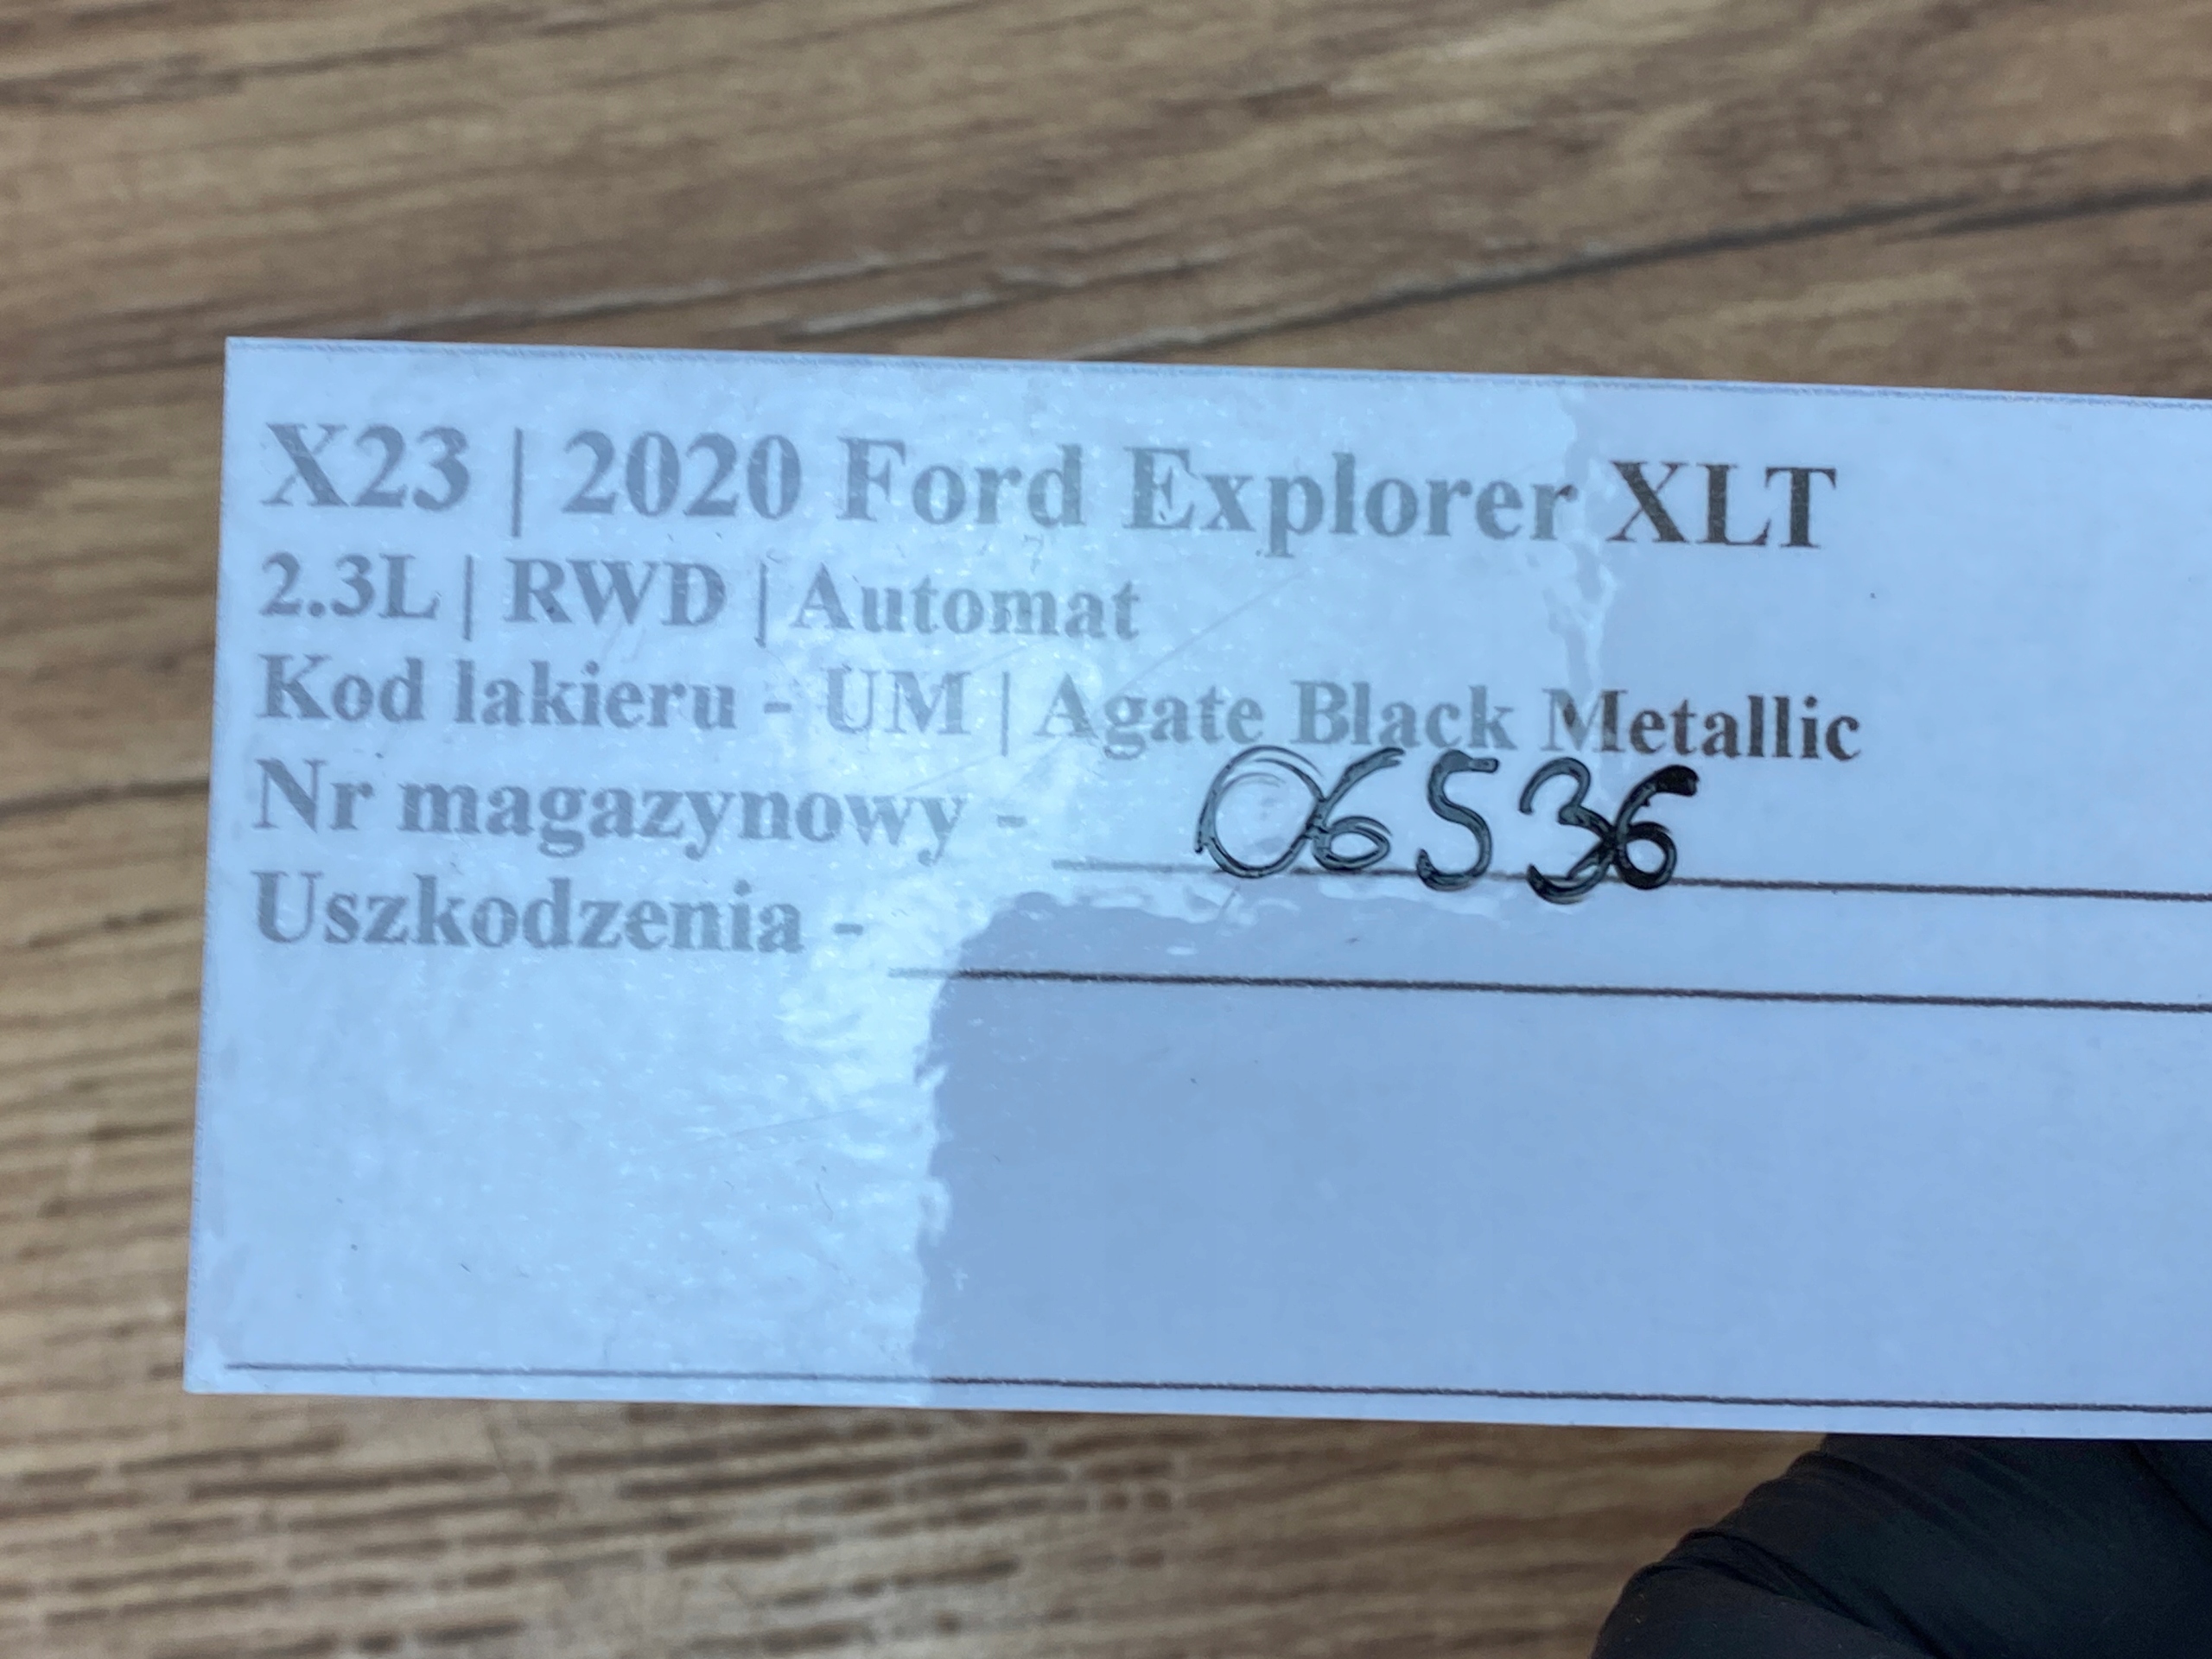 X23 | 2020 Ford Explorer XLT
2.3L | RWD | Automat
Kod lakieru - UM | Agate Black Metallic
Nr magazynowy - 06536
Uszkodzenia -